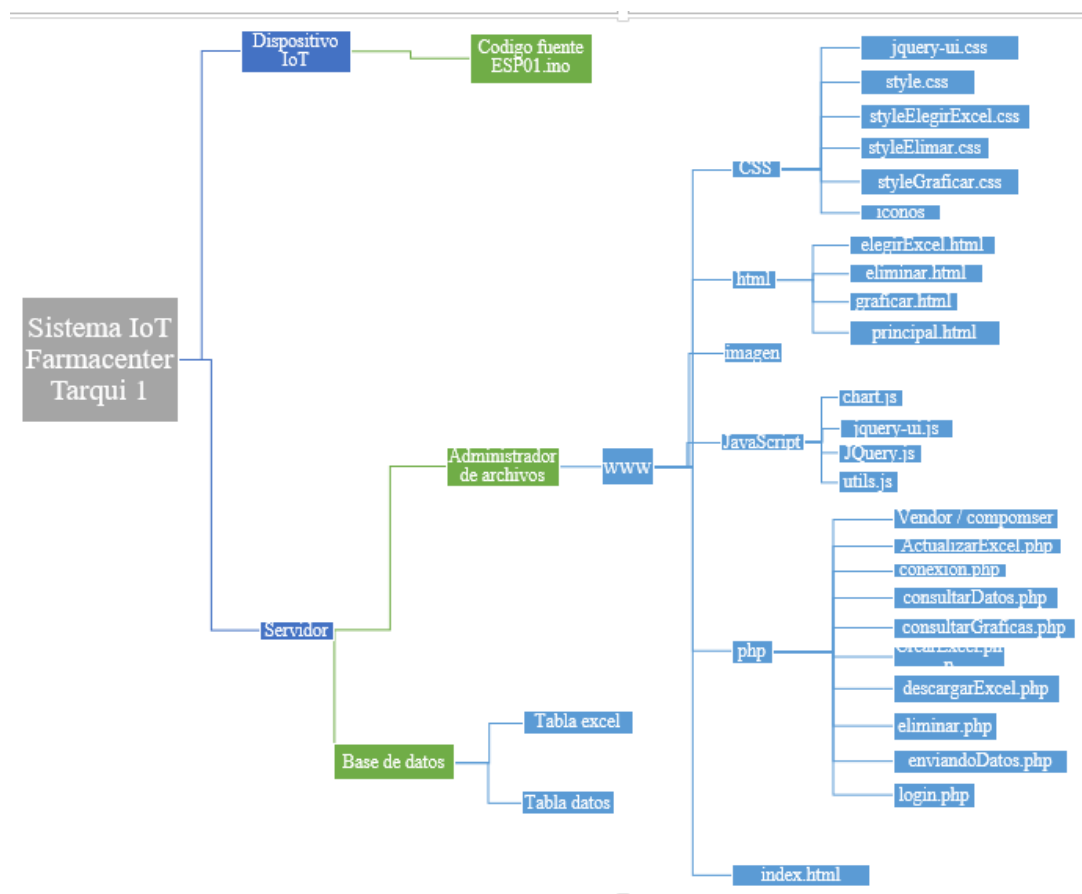 Dispositivo
IoT
Codigo fuente
ESP01.ino
Sistema IoT
Farmacenter
Tarqui 1
Servidor
Administrador
de archivos
Base de datos
Tabla excel
Tabla datos
www
CSS
jquery-ui.css
style.css
styleElegirExcel.css
styleElimar.css
styleGraficar.css
iconos
html
elegirExcel.html
eliminar.html
graficar.html
principal.html
imagen
JavaScript
chart.js
jquery-ui.js
JQuery.js
utils.js
php
Vendor / compomser
ActualizarExcel.php
conexion.php
consultarDatos.php
consultarGraficas.php
CrearExcel.ph
p
descargarExcel.php
eliminar.php
enviandoDatos.php
login.php
index.html